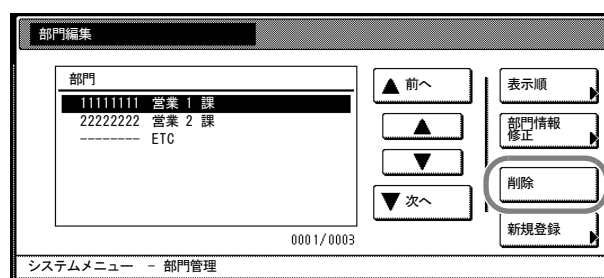 部門編集
部門
11111111 営業 1 課
22222222 営業 2 課
-------- ETC
0001/0003
▲ 前へ
▲
▼
▼ 次へ
表示順
部門情報
修正
削除
新規登録
システムメニュー - 部門管理